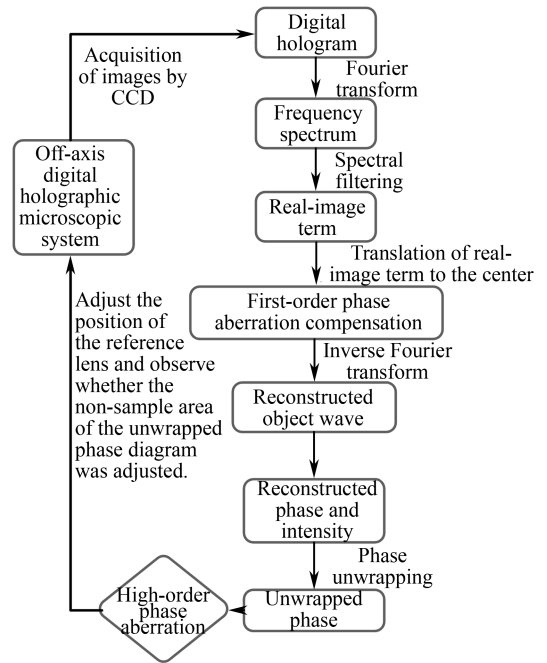 Digital
hologram
Acquisition
of images by
CCD
Fourier
transform
Frequency
spectrum
Off-axis
digital
holographic
microscopic
system
Spectral
filtering
Real-image
term
Translation of real-
image term to the center
Adjust the
position of
the reference
lens and observe
whether the
non-sample area
of the unwrapped
phase diagram
was adjusted.
First-order phase
aberration compensation
Inverse Fourier
transform
Reconstructed
object wave
Reconstructed
phase and
intensity
Phase
unwrapping
Unwrapped
phase
High-order
phase
aberration